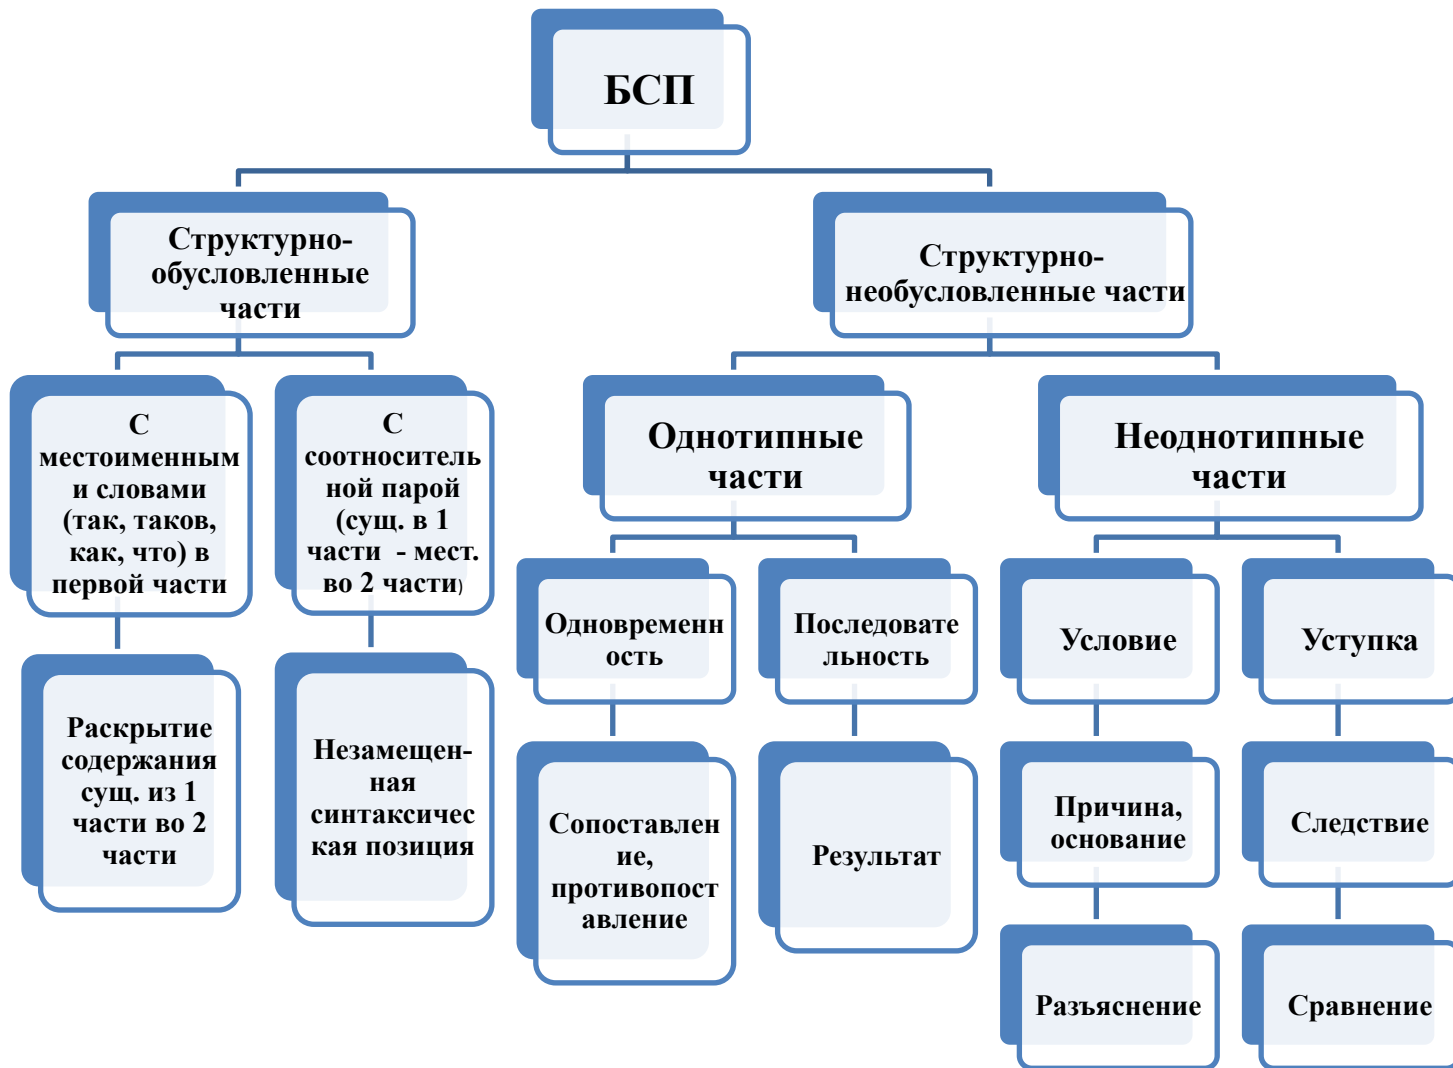 БСП
Структурно-
обусловленные
части
Структурно-
необусловленные части
С
местоименным
и словами
(так, таков,
как, что) в
первой части
С
соотноситель
ной парой
(сущ. в 1
части - мест.
во 2 части)
Однотипные
части
Неоднотипные
части
Одновременн
ость
Последовате
льность
Условие
Уступка
Раскрытие
содержания
сущ. из 1
части во 2
части
Незамещен-
ная
синтаксичес
кая позиция
Сопоставлен
ие,
противопост
авление
Результат
Причина,
основание
Следствие
Разъяснение
Сравнение